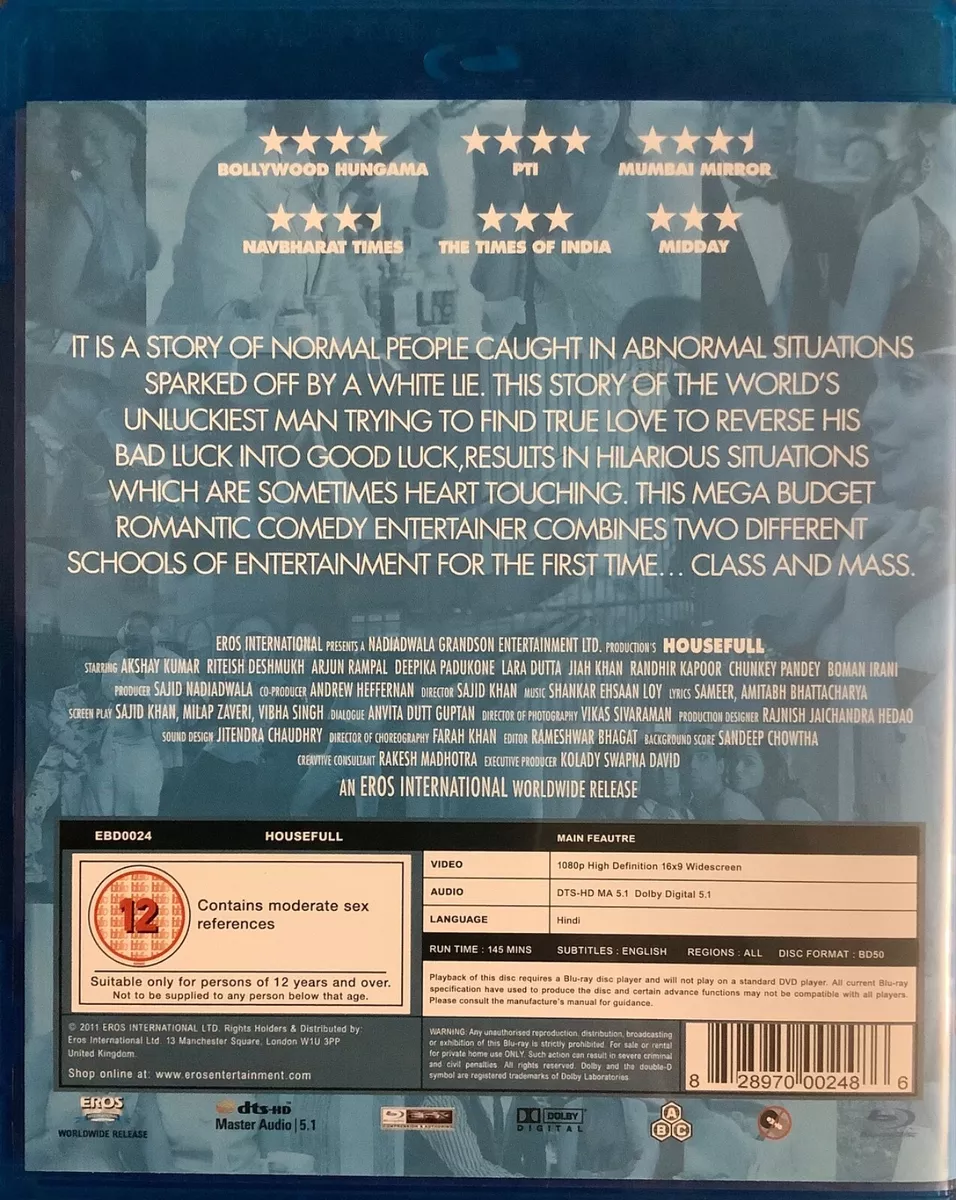 BOLLYWOOD HUNGAMA
PTI
MUMBAI MIRROR
NAVBHARAT TIMES
THE TIMES OF INDIA
MIDDAY
IT IS A STORY OF NORMAL PEOPLE CAUGHT IN ABNORMAL SITUATIONS
SPARKED OFF BY A WHITE LIE. THIS STORY OF THE WORLD'S
UNLUCKIEST MAN TRYING TO FIND TRUE LOVE TO REVERSE HIS
BAD LUCK INTO GOOD LUCK,RESULTS IN HILARIOUS SITUATIONS
WHICH ARE SOMETIMES HEART TOUCHING. THIS MEGA BUDGET
ROMANTIC COMEDY ENTERTAINER COMBINES TWO DIFFERENT
SCHOOLS OF ENTERTAINMENT FOR THE FIRST TIME... CLASS AND MASS.
EROS INTERNATIONAL PRESENTS A NADIADWALA GRANDSON ENTERTAINMENT LTD. PRODUCTION'S HOUSEFULL
STARRING AKSHAY KUMAR RITEISH DESHMUKH ARJUN RAMPAL DEEPIKA PADUKONE LARA DUTTA JIAH KHAN RANDHIR KAPOOR CHUNKEY PANDEY BOMAN IRANI
PRODUCER SAJID NADIADWALA CO-PRODUCER ANDREW HEFFERNAN DIRECTOR SAJID KHAN MUSIC SHANKAR EHSAAN LOY LYRICS SAMEER, AMITABH BHATTACHARYA
SCREEN PLAY SAJID KHAN, MILAP ZAVERI, VIBHA SINGH DIALOGUE ANVITA DUTT GUPTAN DIRECTOR OF PHOTOGRAPHY VIKAS SIVARAMAN PRODUCTION DESIGNER RAJNISH JAICHANDRA HEDAO
SOUND DESIGN JITENDRA CHAUDHRY DIRECTOR OF CHOREOGRAPHY FARAH KHAN EDITOR RAMESHWAR BHAGAT BACKGROUND SCORE SANDEEP CHOWTHA
CREAVTIVE CONSULTANT RAKESH MADHOTRA EXECUTIVE PRODUCER KOLADY SWAPNA DAVID
AN EROS INTERNATIONAL WORLDWIDE RELEASE
EBD0024 HOUSEFULL MAIN FEAUTRE
12
Contains moderate sex
references
Suitable only for persons of 12 years and over.
Not to be supplied to any person below that age.
VIDEO 1080p High Definition 16x9 Widescreen
AUDIO DTS-HD MA 5.1 Dolby Digital 5.1
LANGUAGE Hindi
RUN TIME : 145 MINS SUBTITLES : ENGLISH REGIONS : ALL DISC FORMAT : BD50
Playback of this disc requires a Blu-ray disc player and will not play on a standard DVD player. All current Blu-ray
specification have used to produce the disc and certain advance functions may not be compatible with all players.
Please consult the manufacture's manual for guidance.
© 2011 EROS INTERNATIONAL LTD. Rights Holders & Distributed by:
Eros International Ltd. 13 Manchester Square, London W1U 3PP
United Kingdom.
Shop online at: www.erosentertainment.com
WARNING: Any unauthorised reproduction, distribution, broadcasting
or exhibition of this Blu-ray is strictly prohibited. For sale or rental
for private home use ONLY. Such action can result in severe criminal
and civil penalties. All rights reserved. Dolby and the double-D
symbol are registered trademarks of Dolby Laboratories.
8 28970 00248 6
EROS
WORLDWIDE RELEASE
dts-HD
Master Audio | 5.1
DOLBY
DIGITAL
A
B C